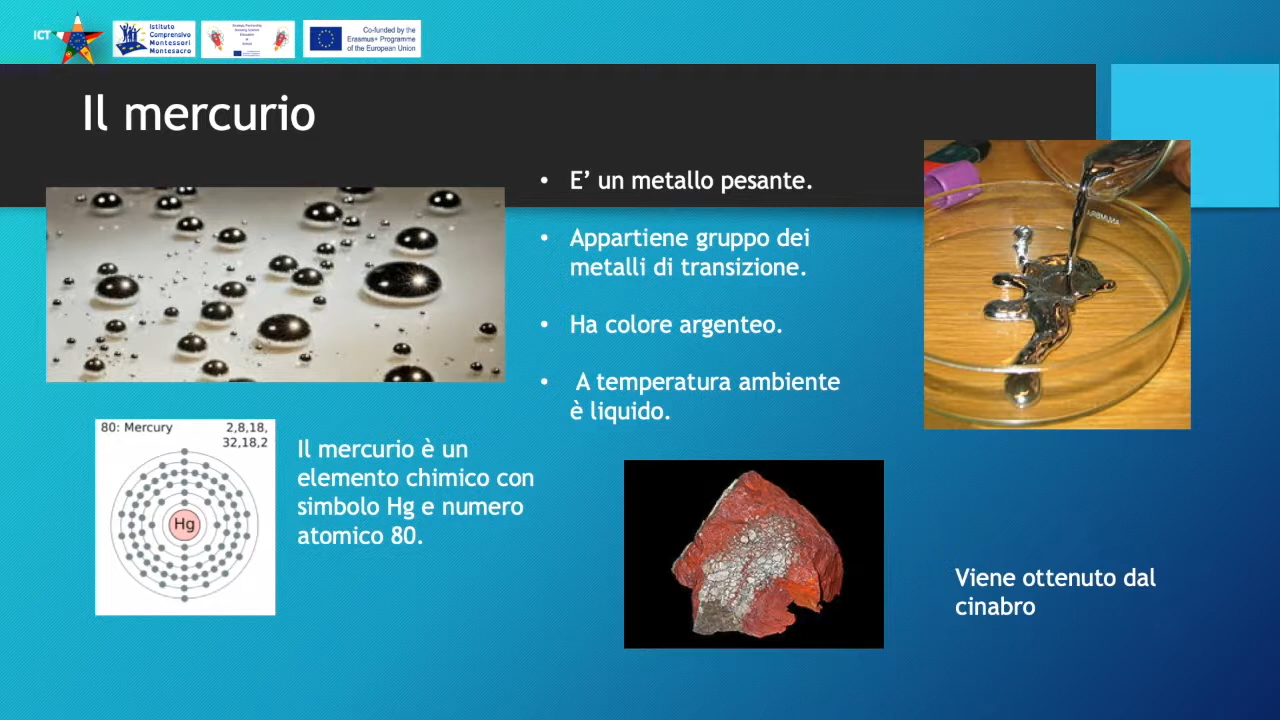 ICT
Istituto
Comprensivo
Montessori
Montesacro
Co-funded by the
Erasmus+ Programme
of the European Union
Il mercurio
• E’ un metallo pesante.
• Appartiene gruppo dei
metalli di transizione.
• Ha colore argenteo.
• A temperatura ambiente
è liquido.
80: Mercury
2,8,18,
32,18,2
Hg
Il mercurio è un
elemento chimico con
simbolo Hg e numero
atomico 80.
Viene ottenuto dal
cinabro